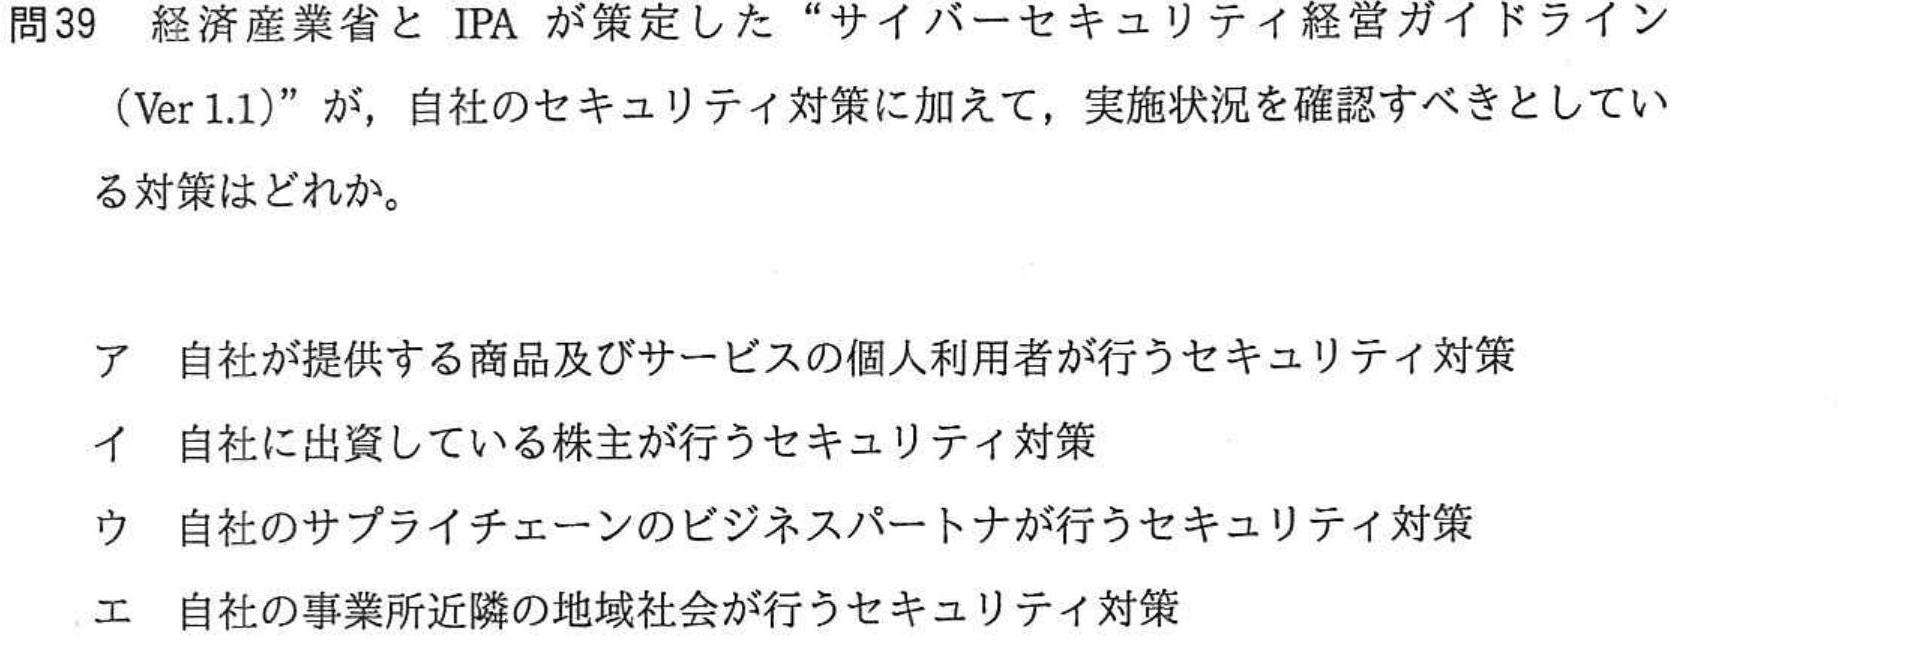 問39 経済産業省と IPA が策定した“サイバーセキュリティ経営ガイドライン
(Ver 1.1)”が，自社のセキュリティ対策に加えて，実施状況を確認すべきとしてい
る対策はどれか。
ア 自社が提供する商品及びサービスの個人利用者が行うセキュリティ対策
イ 自社に出資している株主が行うセキュリティ対策
ウ 自社のサプライチェーンのビジネスパートナが行うセキュリティ対策
エ 自社の事業所近隣の地域社会が行うセキュリティ対策